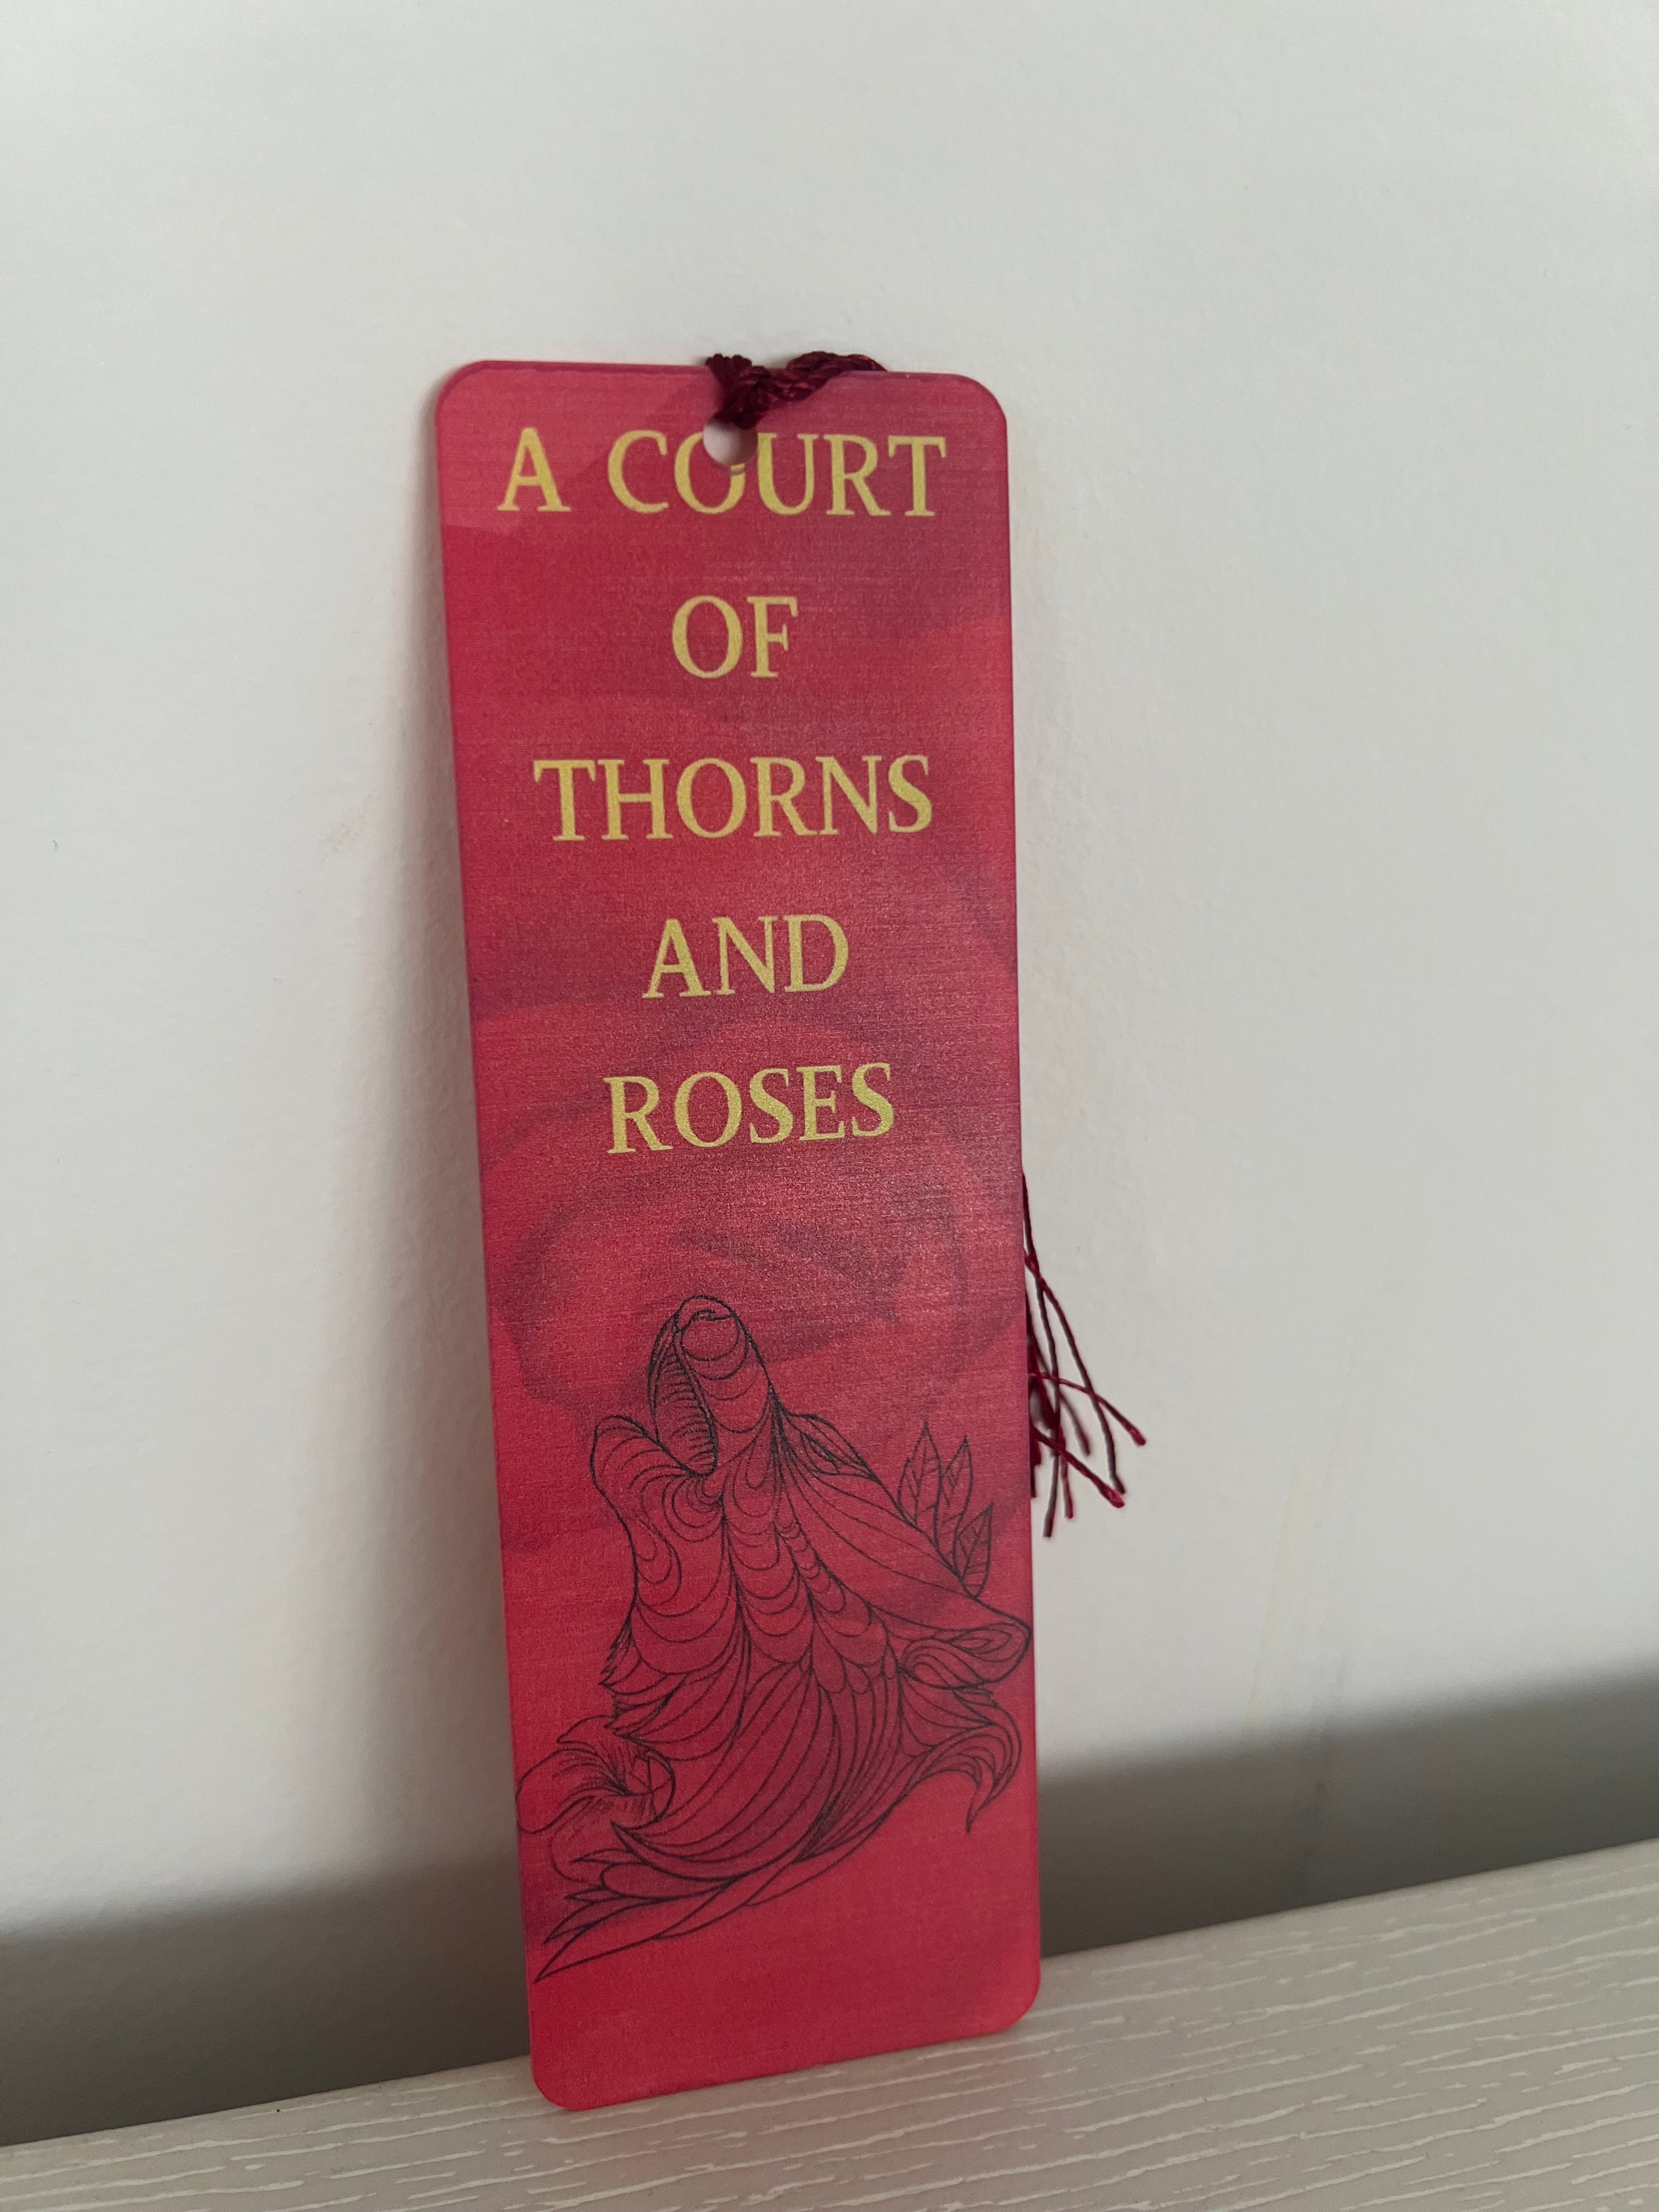 A COURT
OF
THORNS
AND
ROSES